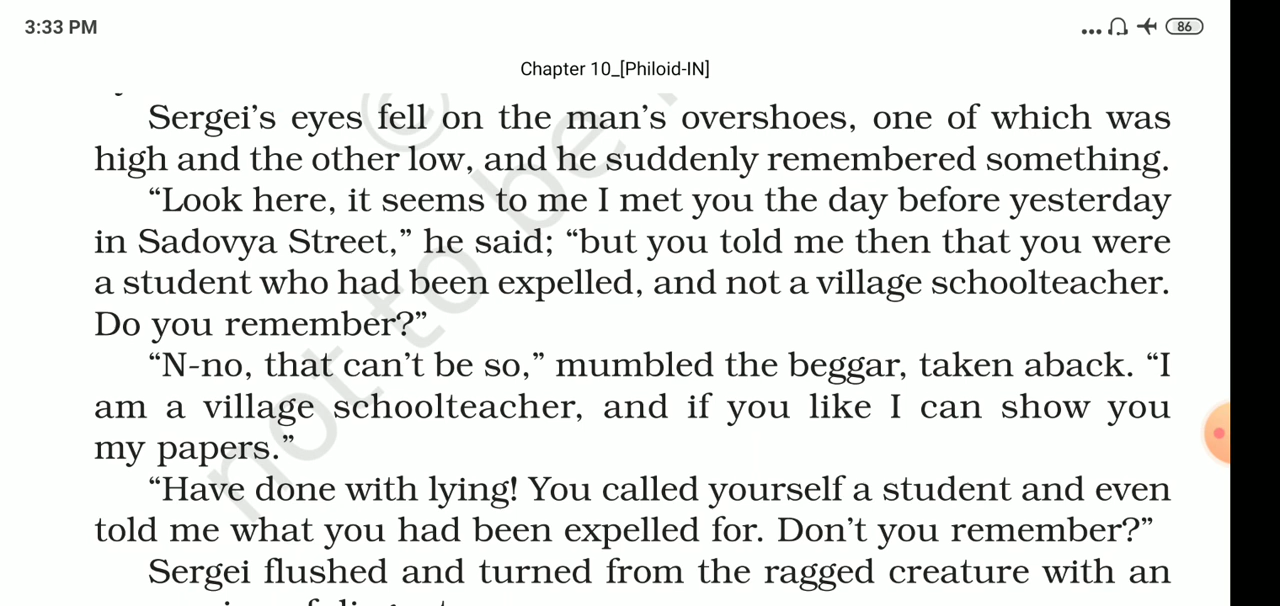 3:33 PM
86
Chapter 10_[Philoid-IN]
Sergei's eyes fell on the man's overshoes, one of which was
high and the other low, and he suddenly remembered something.
“Look here, it seems to me I met you the day before yesterday
in Sadovya Street,” he said; “but you told me then that you were
a student who had been expelled, and not a village schoolteacher.
Do you remember?”
“N-no, that can’t be so,” mumbled the beggar, taken aback. “I
am a village schoolteacher, and if you like I can show you
my papers.”
“Have done with lying! You called yourself a student and even
told me what you had been expelled for. Don’t you remember?”
Sergei flushed and turned from the ragged creature with an
© not to be